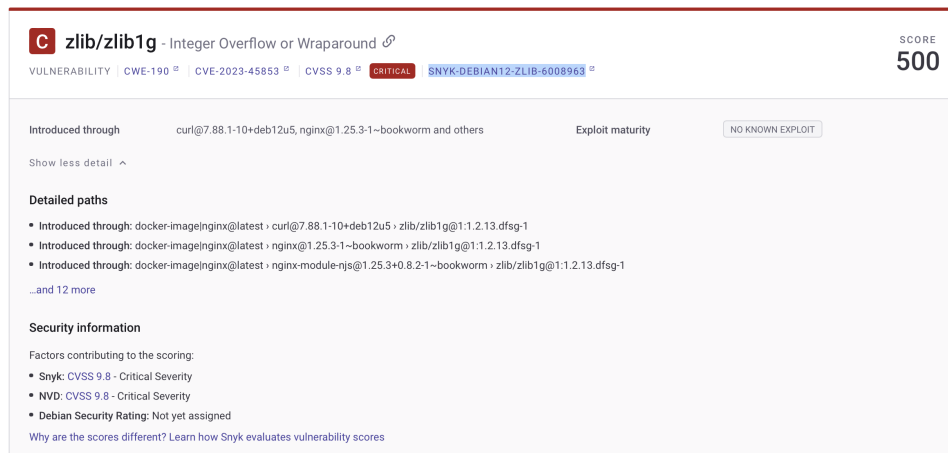 C zlib/zlib1g - Integer Overflow or Wraparound
SCORE
500
VULNERABILITY | CWE-190 | CVE-2023-45853 | CVSS 9.8 CRITICAL | SNYK-DEBIAN12-ZLIB-6008963
Introduced through curl@7.88.1-10+deb12u5, nginx@1.25.3-1~bookworm and others Exploit maturity NO KNOWN EXPLOIT
Show less detail
Detailed paths
• Introduced through: docker-image|nginx@latest › curl@7.88.1-10+deb12u5 › zlib/zlib1g@1:1.2.13.dfsg-1
• Introduced through: docker-image|nginx@latest › nginx@1.25.3-1~bookworm › zlib/zlib1g@1:1.2.13.dfsg-1
• Introduced through: docker-image|nginx@latest › nginx-module-njs@1.25.3+0.8.2-1~bookworm › zlib/zlib1g@1:1.2.13.dfsg-1
...and 12 more
Security information
Factors contributing to the scoring:
• Snyk: CVSS 9.8 - Critical Severity
• NVD: CVSS 9.8 - Critical Severity
• Debian Security Rating: Not yet assigned
Why are the scores different? Learn how Snyk evaluates vulnerability scores